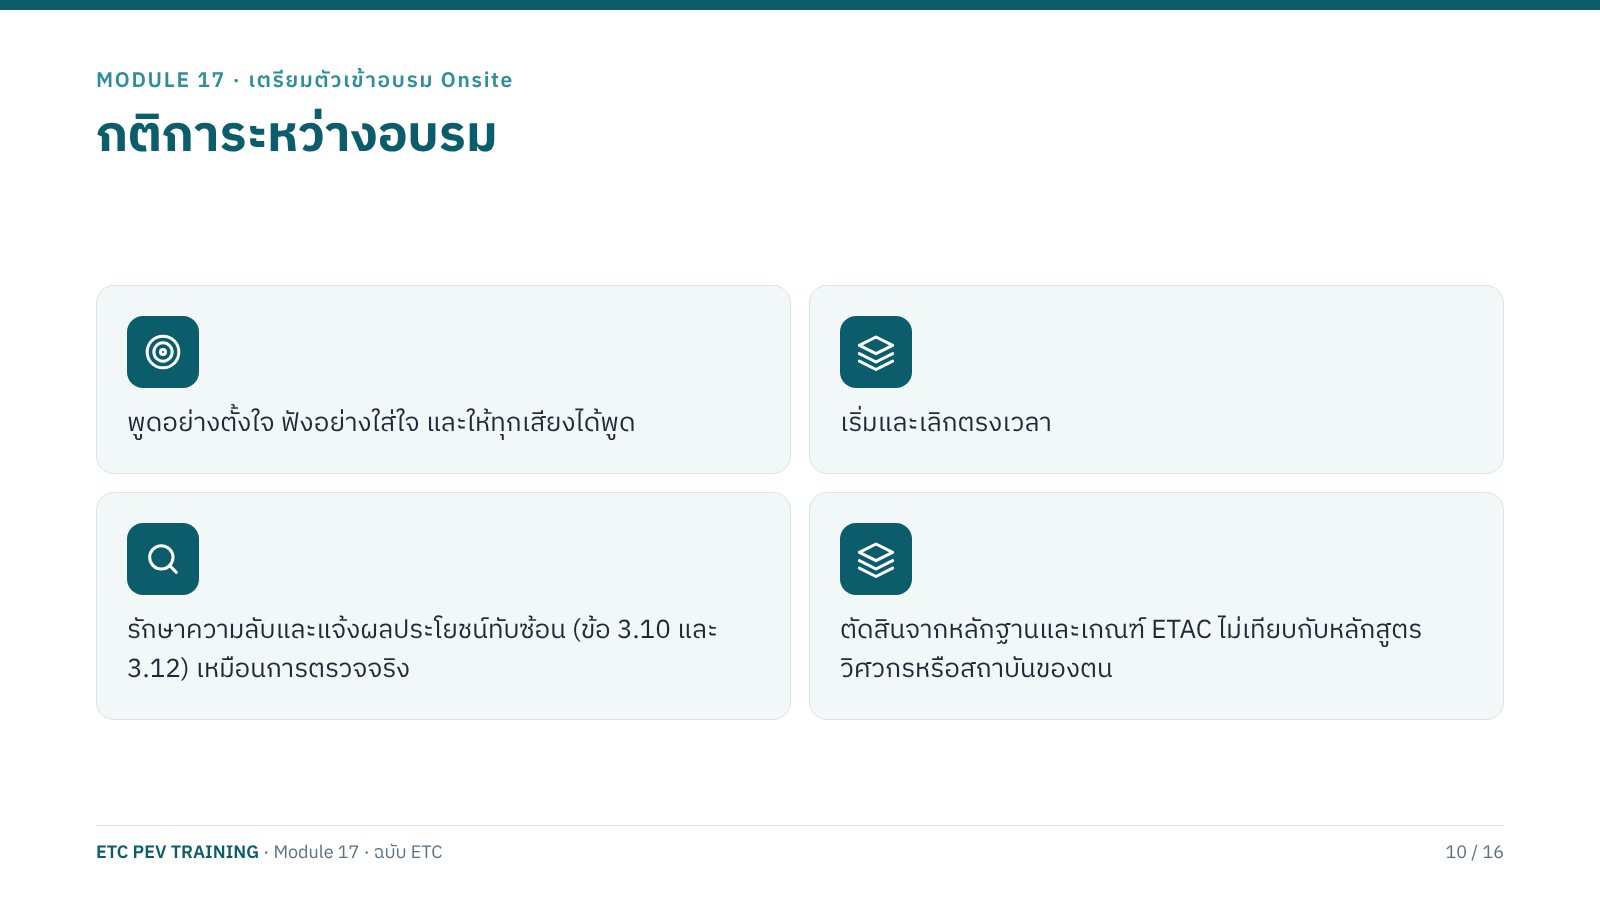 MODULE 17 · เตรียมตัวเข้าอบรม Onsite
กติการะหว่างอบรม
พูดอย่างตั้งใจ ฟังอย่างใส่ใจ และให้ทุกเสียงได้พูด
เริ่มและเลิกตรงเวลา
รักษาความลับและแจ้งผลประโยชน์ทับซ้อน (ข้อ 3.10 และ
3.12) เหมือนการตรวจจริง
ตัดสินจากหลักฐานและเกณฑ์ ETAC ไม่เทียบกับหลักสูตร
วิศวกรหรือสถาบันของตน
ETC PEV TRAINING · Module 17 · ฉบับ ETC
10 / 16